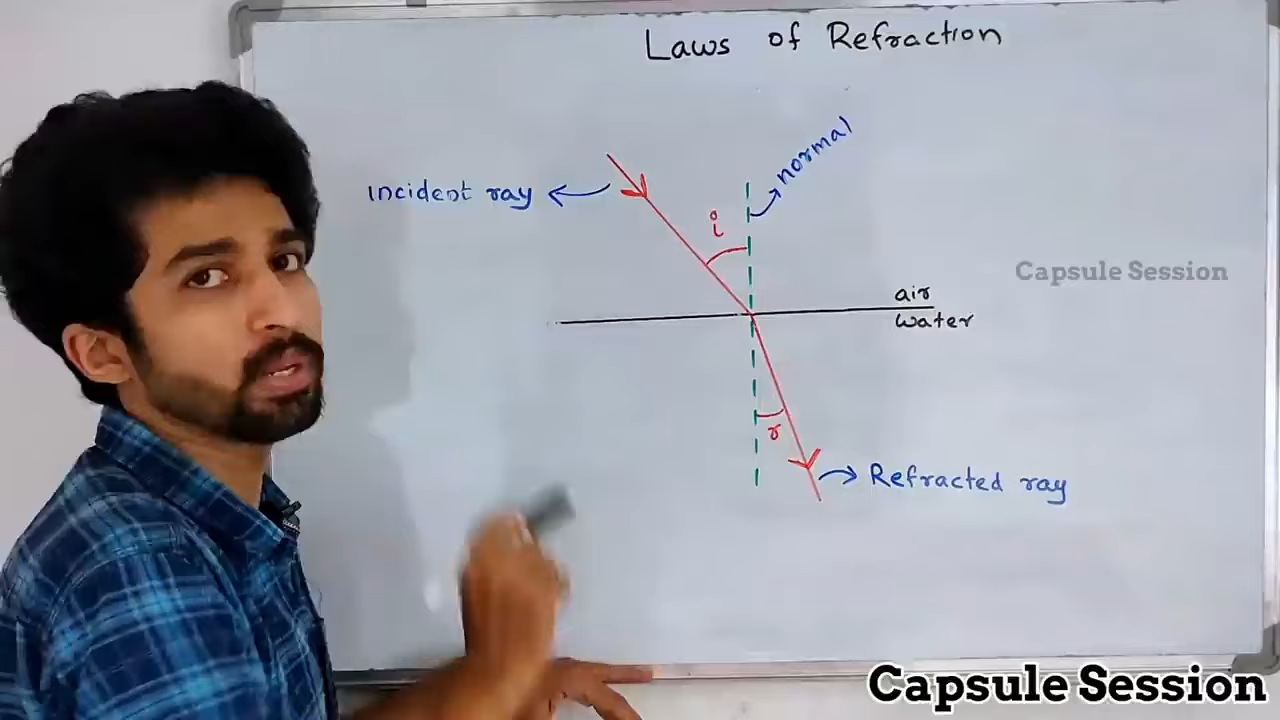 Laws of Refraction
normal
Incident ray
i
Capsule Session
air
water
r
Refracted ray
Capsule Session